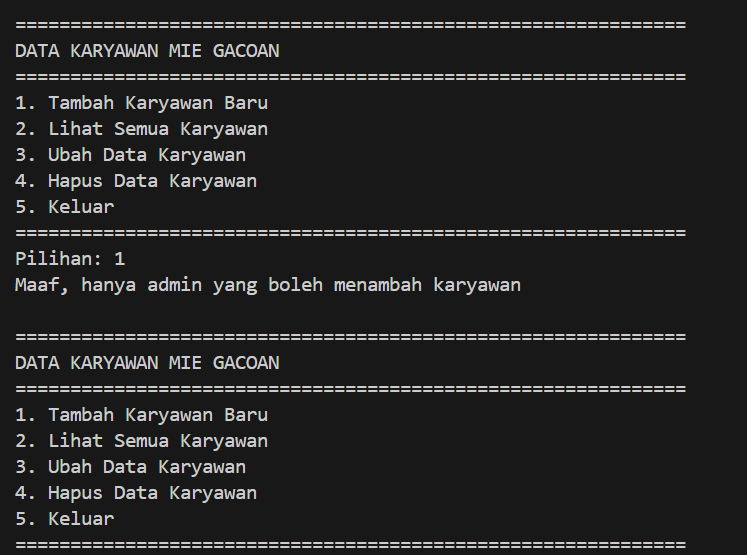 =============================================================
DATA KARYAWAN MIE GACOAN
=============================================================
1. Tambah Karyawan Baru
2. Lihat Semua Karyawan
3. Ubah Data Karyawan
4. Hapus Data Karyawan
5. Keluar
=============================================================
Pilihan: 1
Maaf, hanya admin yang boleh menambah karyawan
=============================================================
DATA KARYAWAN MIE GACOAN
=============================================================
1. Tambah Karyawan Baru
2. Lihat Semua Karyawan
3. Ubah Data Karyawan
4. Hapus Data Karyawan
5. Keluar
=============================================================